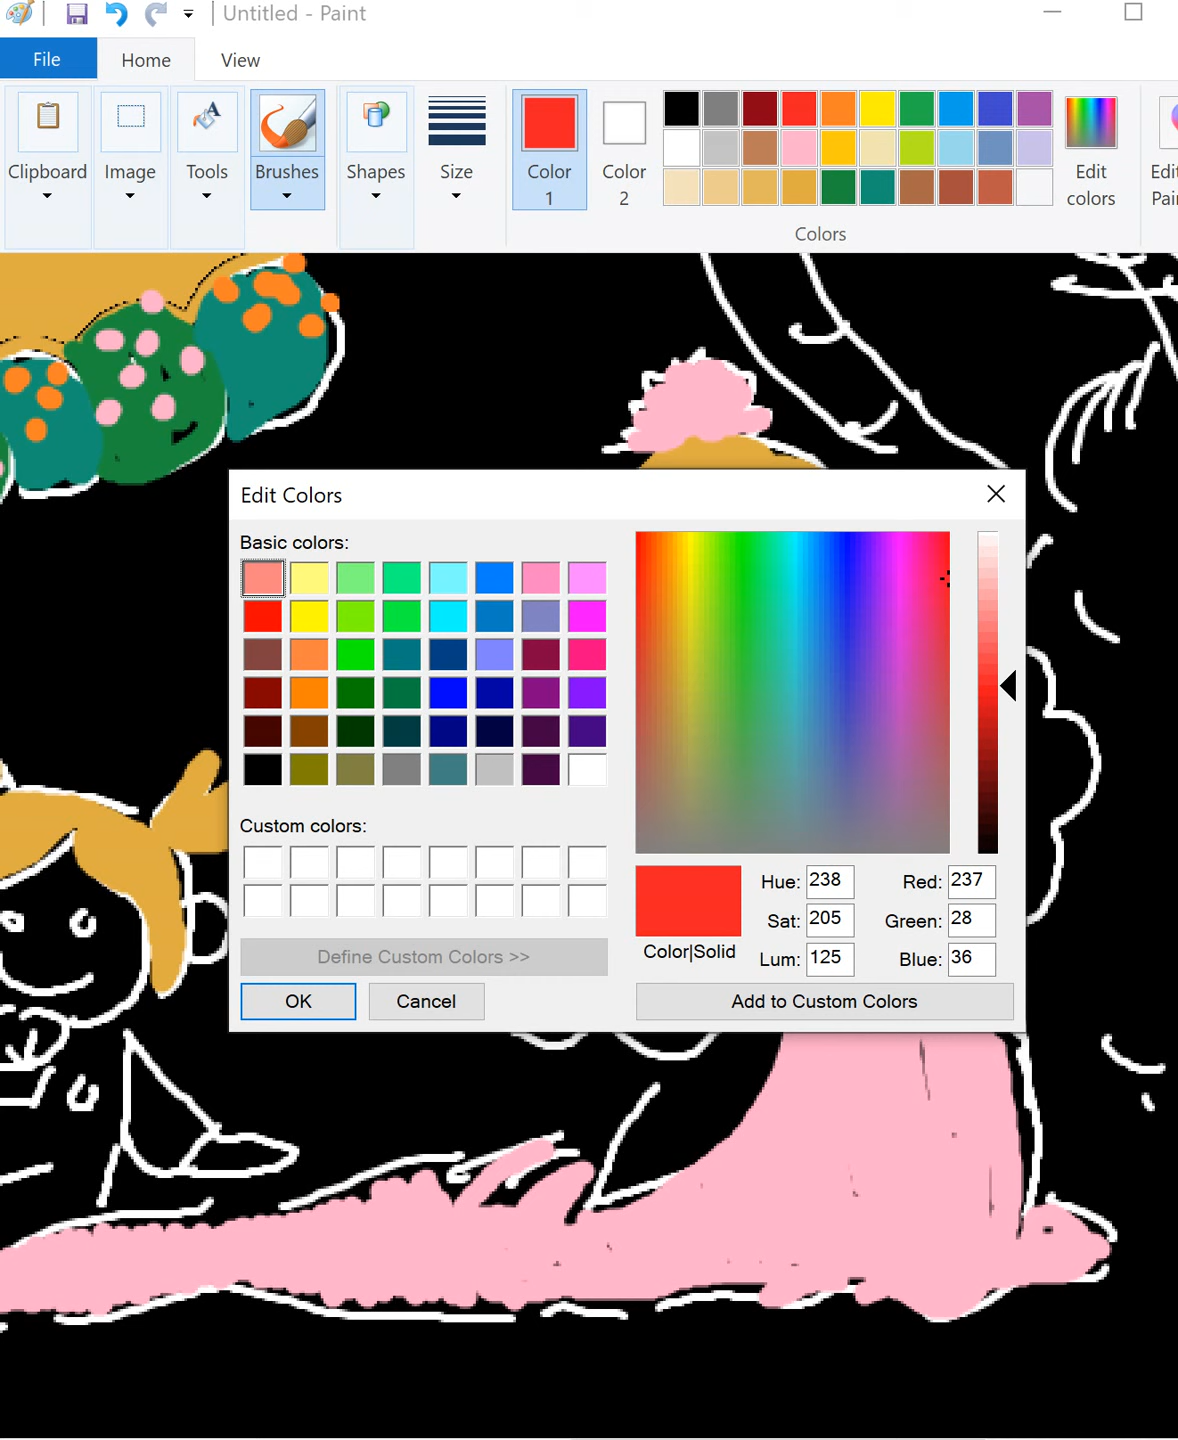 Untitled - Paint
File Home View
Clipboard Image Tools Brushes Shapes Size Color 1 Color 2 Edit colors
Colors
Edit Colors
Basic colors:
Custom colors:
Define Custom Colors >>
OK Cancel
Color|Solid
Hue: 238 Red: 237
Sat: 205 Green: 28
Lum: 125 Blue: 36
Add to Custom Colors